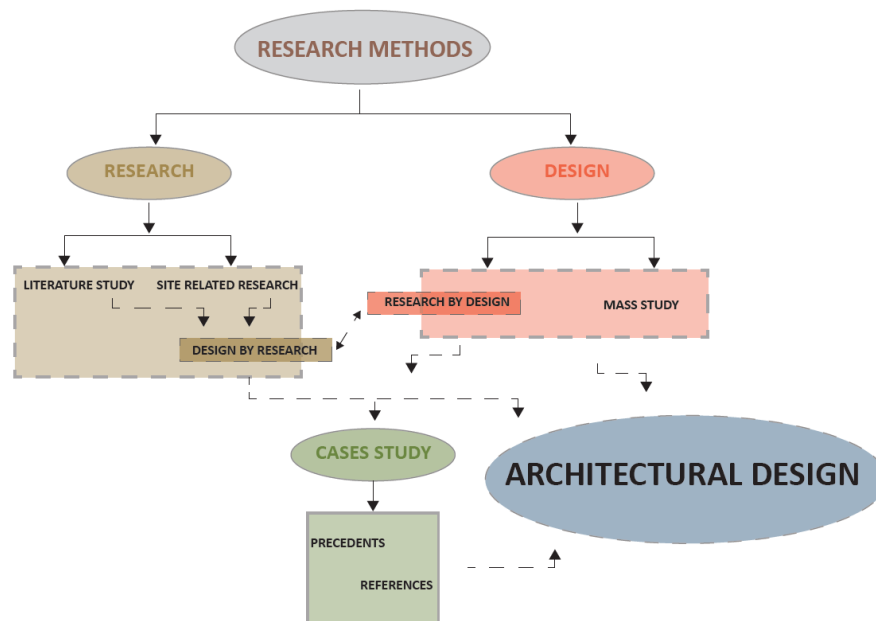 RESEARCH METHODS
RESEARCH
DESIGN
LITERATURE STUDY
SITE RELATED RESEARCH
DESIGN BY RESEARCH
RESEARCH BY DESIGN
MASS STUDY
CASES STUDY
ARCHITECTURAL DESIGN
PRECEDENTS
REFERENCES